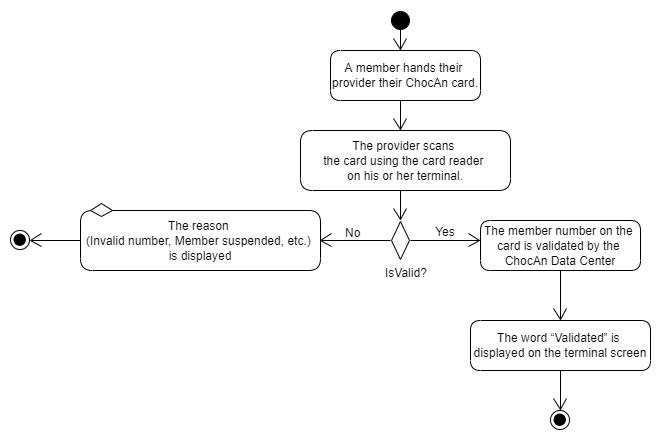 A member hands their
provider their ChocAn card.
The provider scans
the card using the card reader
on his or her terminal.
The reason
(Invalid number, Member suspended, etc.)
is displayed
No
Yes
IsValid?
The member number on the
card is validated by the
ChocAn Data Center
The word “Validated” is
displayed on the terminal screen